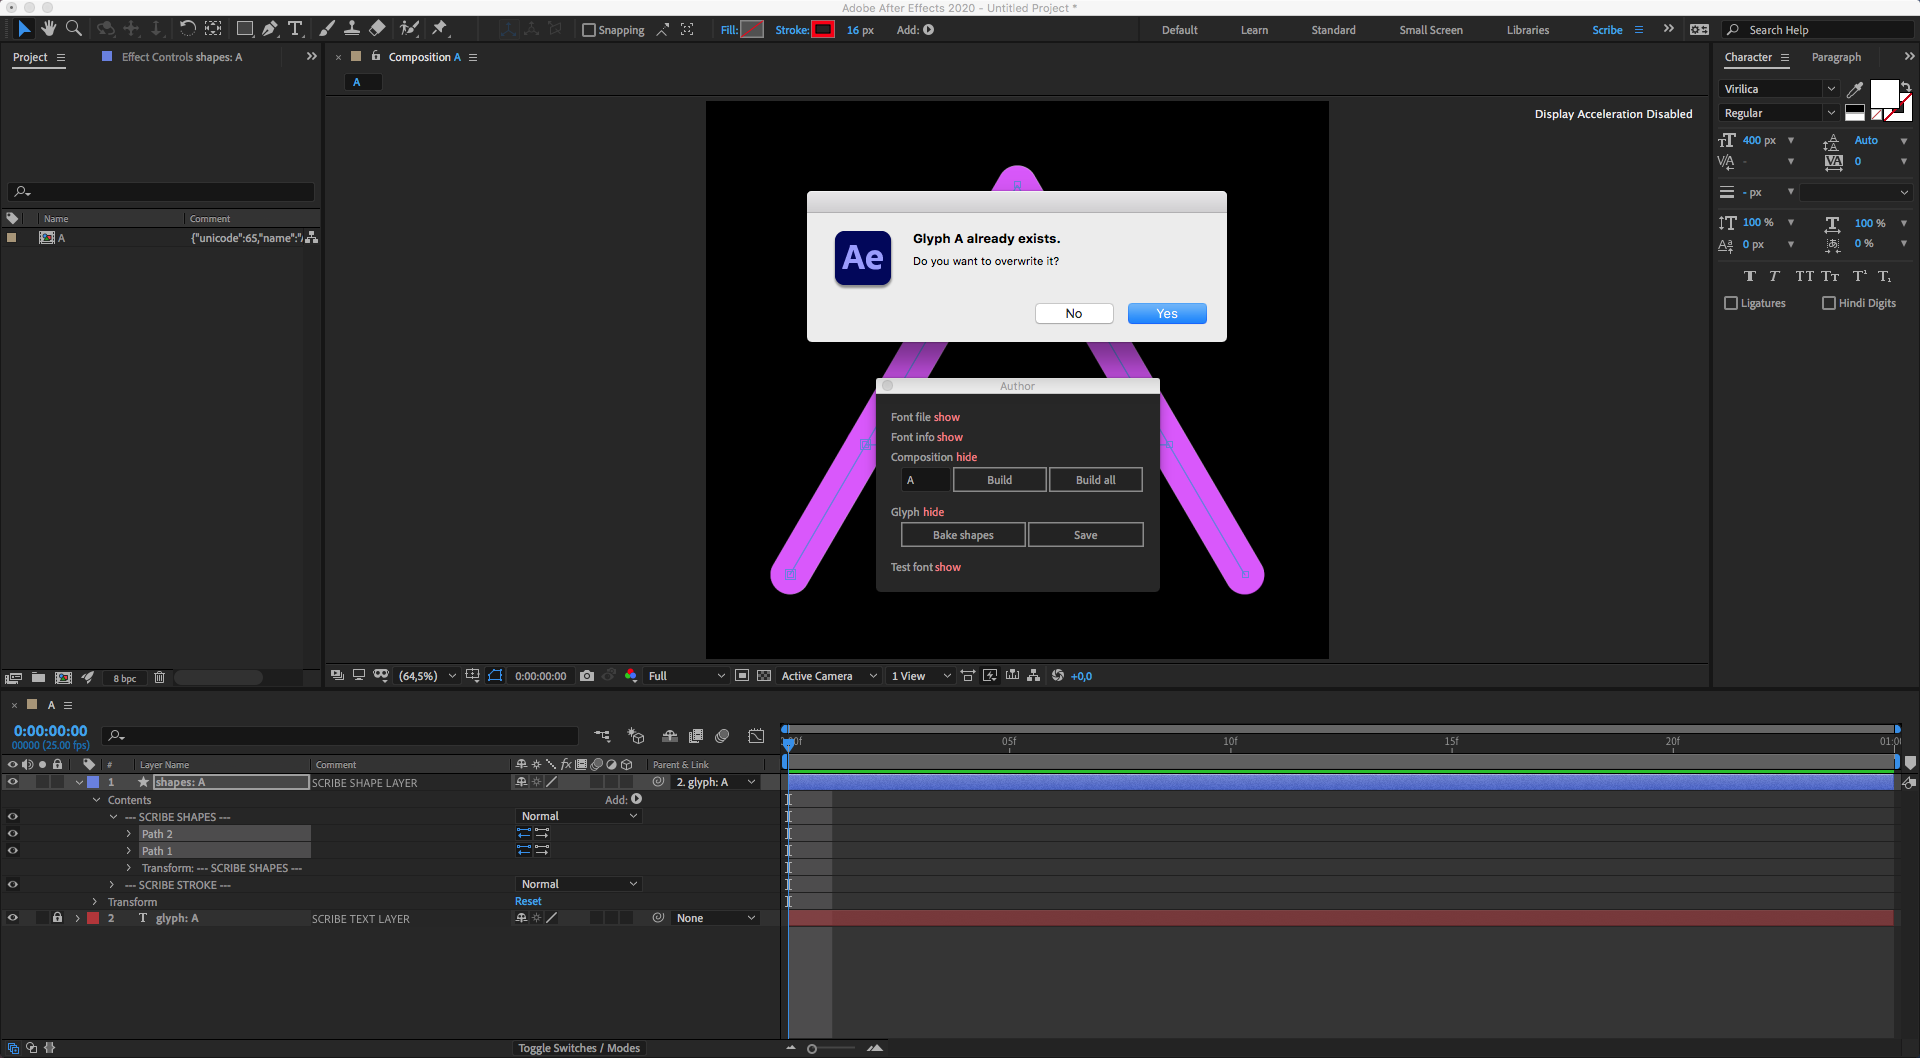 Adobe After Effects 2020 - Untitled Project *
Snapping
Fill:
Stroke:
16 px
Add:
Default
Learn
Standard
Small Screen
Libraries
Scribe
Search Help
Project
Effect Controls shapes: A
Composition A
A
Character
Paragraph
Display Acceleration Disabled
Virilica
Regular
400 px
Auto
-
0
- px
100 %
100 %
0 px
0 %
T T TT Tr T¹ T₁
Ligatures
Hindi Digits
Name
Comment
A
{"unicode":65,"name":"
Ae
Glyph A already exists.
Do you want to overwrite it?
No
Yes
Author
Font file show
Font info show
Composition hide
A
Build
Build all
Glyph hide
Bake shapes
Save
Test font show
8 bpc
(64,5%)
0:00:00:00
Full
Active Camera
1 View
+0,0
A
0:00:00:00
00000 (25.00 fps)
05f
10f
15f
20f
#
Layer Name
Comment
fx
Parent & Link
1
shapes: A
SCRIBE SHAPE LAYER
2. glyph: A
Contents
Add:
--- SCRIBE SHAPES ---
Normal
Path 2
Path 1
Transform: --- SCRIBE SHAPES ---
--- SCRIBE STROKE ---
Normal
Transform
Reset
2
T
glyph: A
SCRIBE TEXT LAYER
None
Toggle Switches / Modes